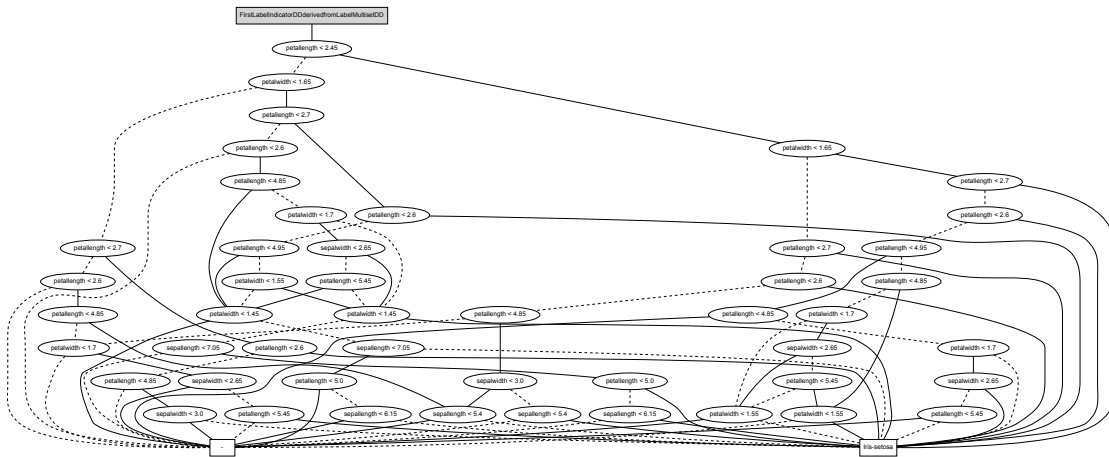 FirstLabelIndicatorDDderivedfromLabelMultisetDD
petallength < 2.45
petalwidth < 1.65
petallength < 2.7
petallength < 2.6
petalwidth < 1.65
petallength < 4.85
petallength < 2.7
petalwidth < 1.7
petallength < 2.6
petallength < 2.6
petallength < 2.7
petallength < 4.95
sepalwidth < 2.65
petallength < 2.7
petallength < 4.95
petallength < 2.6
petalwidth < 1.55
petallength < 5.45
petallength < 2.6
petallength < 4.85
petallength < 4.85
petalwidth < 1.45
petalwidth < 1.45
petallength < 4.85
petallength < 4.85
petalwidth < 1.7
petalwidth < 1.7
sepallength < 7.05
petallength < 2.6
sepallength < 7.05
sepalwidth < 2.65
petalwidth < 1.7
petallength < 4.85
sepalwidth < 2.65
petallength < 5.0
sepalwidth < 3.0
petallength < 5.0
petallength < 5.45
sepalwidth < 2.65
sepalwidth < 3.0
petallength < 5.45
sepallength < 6.15
sepallength < 5.4
sepallength < 5.4
sepallength < 6.15
petalwidth < 1.55
petalwidth < 1.55
petallength < 5.45
-
Iris-setosa